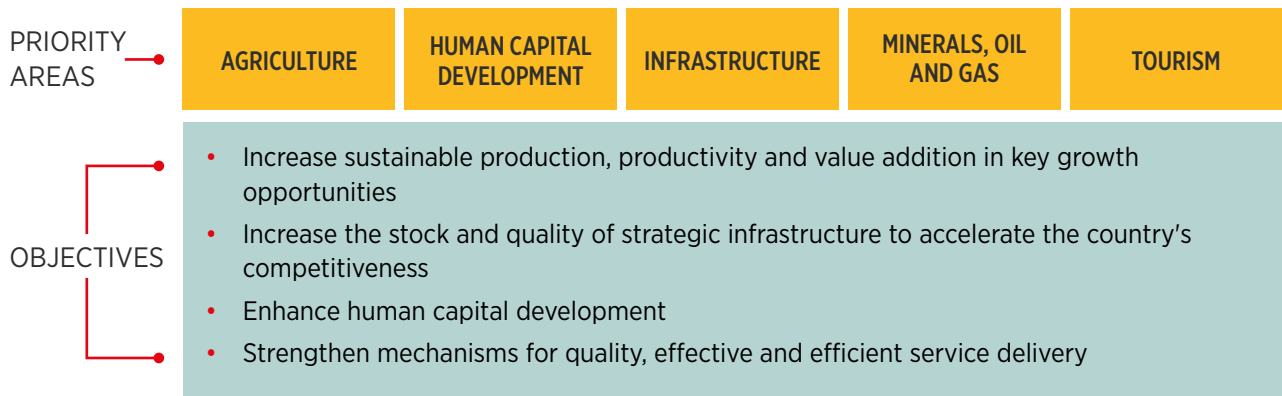 PRIORITY
AREAS
AGRICULTURE
HUMAN CAPITAL
DEVELOPMENT
INFRASTRUCTURE
MINERALS, OIL
AND GAS
TOURISM
OBJECTIVES
• Increase sustainable production, productivity and value addition in key growth
opportunities
• Increase the stock and quality of strategic infrastructure to accelerate the country's
competitiveness
• Enhance human capital development
• Strengthen mechanisms for quality, effective and efficient service delivery